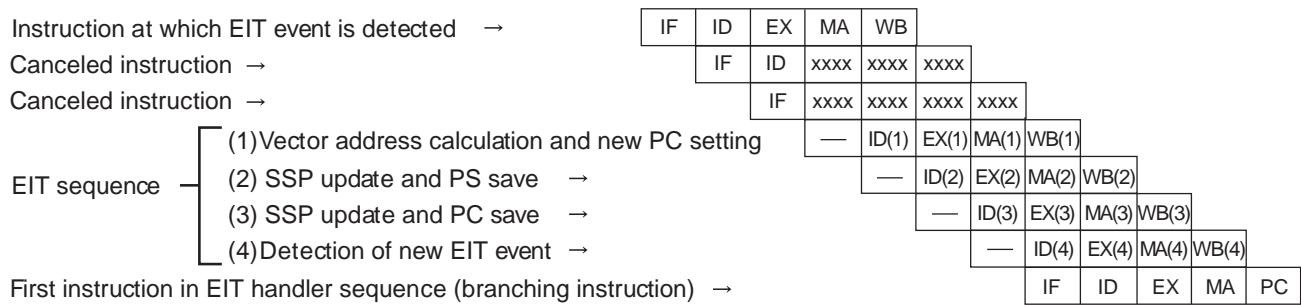 Instruction at which EIT event is detected → IF ID EX MA WB
Canceled instruction → IF ID xxxx xxxx xxxx
Canceled instruction → IF xxxx xxxx xxxx xxxx
(1)Vector address calculation and new PC setting — ID(1) EX(1) MA(1) WB(1)
EIT sequence
(2) SSP update and PS save → — ID(2) EX(2) MA(2) WB(2)
(3) SSP update and PC save → — ID(3) EX(3) MA(3) WB(3)
(4)Detection of new EIT event → — ID(4) EX(4) MA(4) WB(4)
First instruction in EIT handler sequence (branching instruction) → IF ID EX MA PC